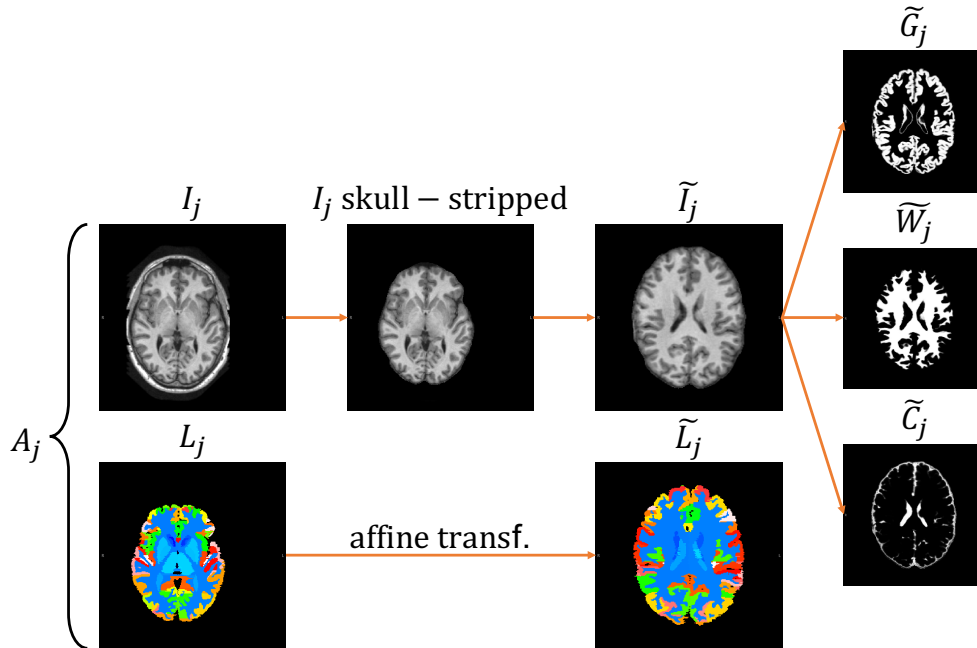 G̃ⱼ
Iⱼ
Iⱼ skull − stripped
Ĩⱼ
W̃ⱼ
Aⱼ
Lⱼ
L̃ⱼ
C̃ⱼ
affine transf.